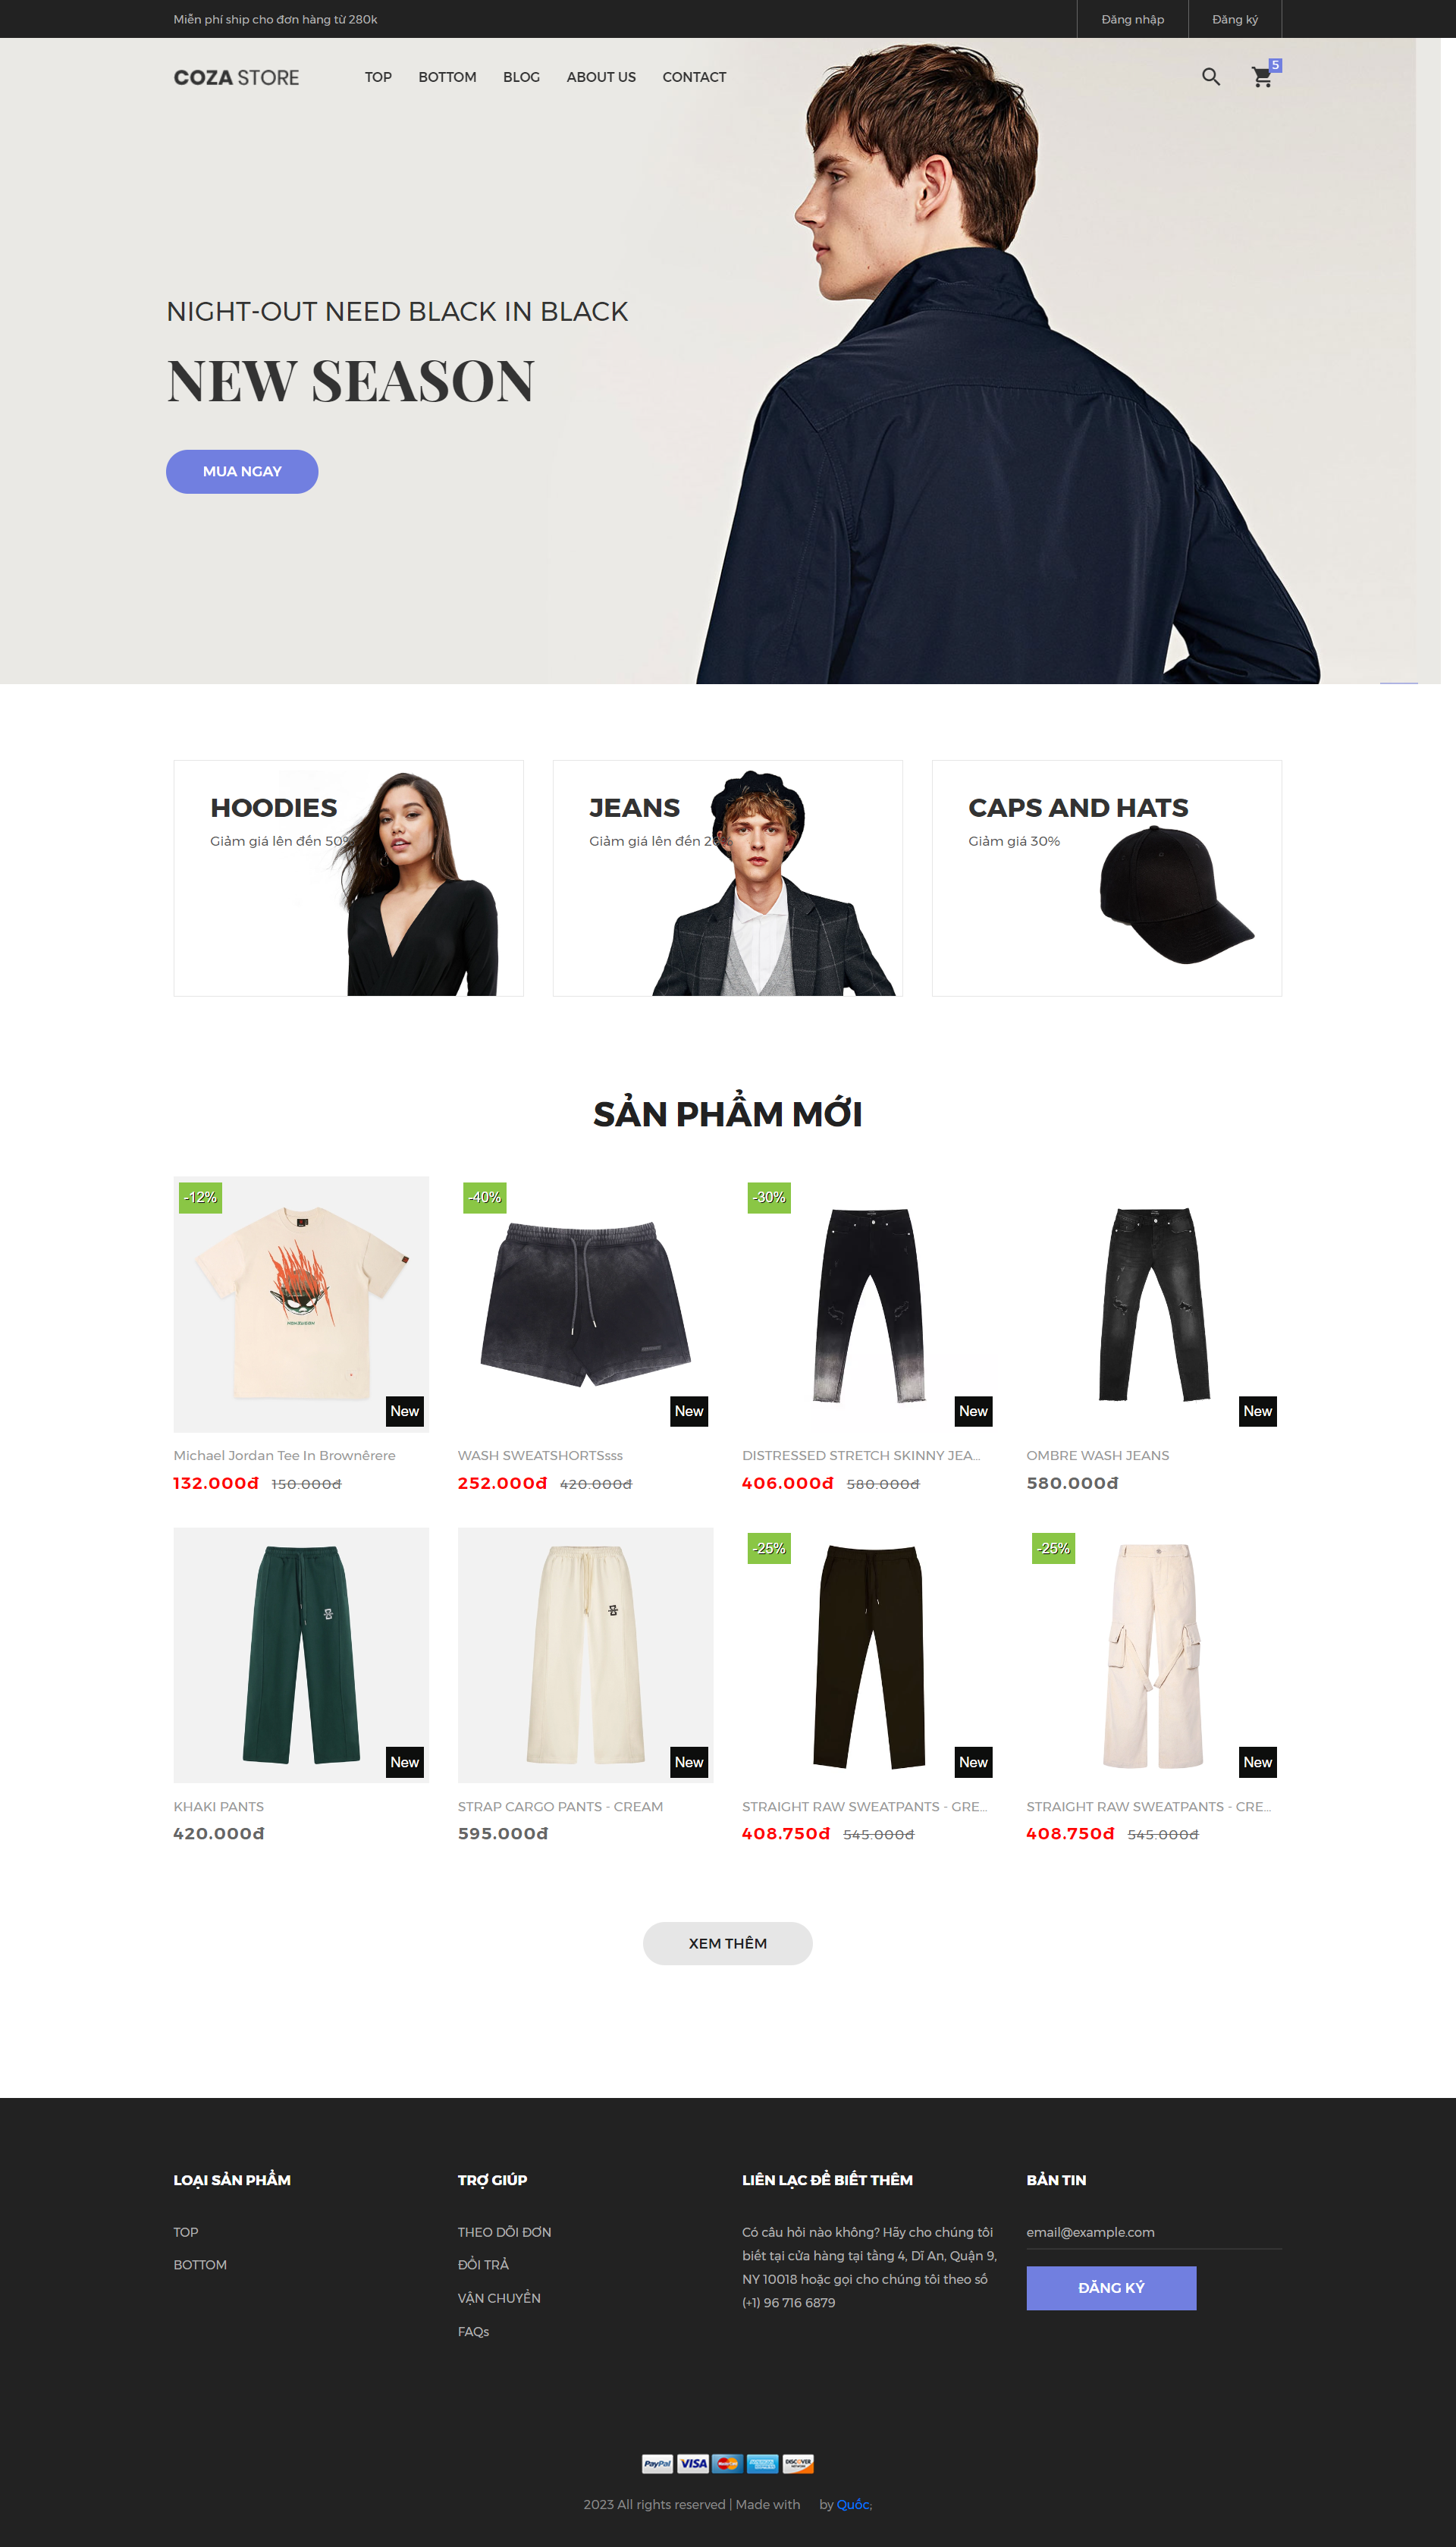 Miễn phí ship cho đơn hàng từ 280k
Đăng nhập
Đăng ký
COZA STORE
TOP
BOTTOM
BLOG
ABOUT US
CONTACT
5
NIGHT-OUT NEED BLACK IN BLACK
NEW SEASON
MUA NGAY
HOODIES
Giảm giá lên đến 50%
JEANS
Giảm giá lên đến 2
CAPS AND HATS
Giảm giá 30%
SẢN PHẨM MỚI
-12%
New
Michael Jordan Tee In Brownêrere
132.000đ 150.000đ
-40%
New
WASH SWEATSHORTSsss
252.000đ 420.000đ
-30%
New
DISTRESSED STRETCH SKINNY JEA...
406.000đ 580.000đ
New
OMBRE WASH JEANS
580.000đ
New
KHAKI PANTS
420.000đ
New
STRAP CARGO PANTS - CREAM
595.000đ
-25%
New
STRAIGHT RAW SWEATPANTS - GRE...
408.750đ 545.000đ
-25%
New
STRAIGHT RAW SWEATPANTS - CRE...
408.750đ 545.000đ
XEM THÊM
LOẠI SẢN PHẨM
TOP
BOTTOM
TRỢ GIÚP
THEO DÕI ĐƠN
ĐỔI TRẢ
VẬN CHUYỂN
FAQs
LIÊN LẠC ĐỂ BIẾT THÊM
Có câu hỏi nào không? Hãy cho chúng tôi
biết tại cửa hàng tại tầng 4, Dĩ An, Quận 9,
NY 10018 hoặc gọi cho chúng tôi theo số
(+1) 96 716 6879
BẢN TIN
email@example.com
ĐĂNG KÝ
PayPal VISA MasterCard DISCOVER
2023 All rights reserved | Made with by Quốc;